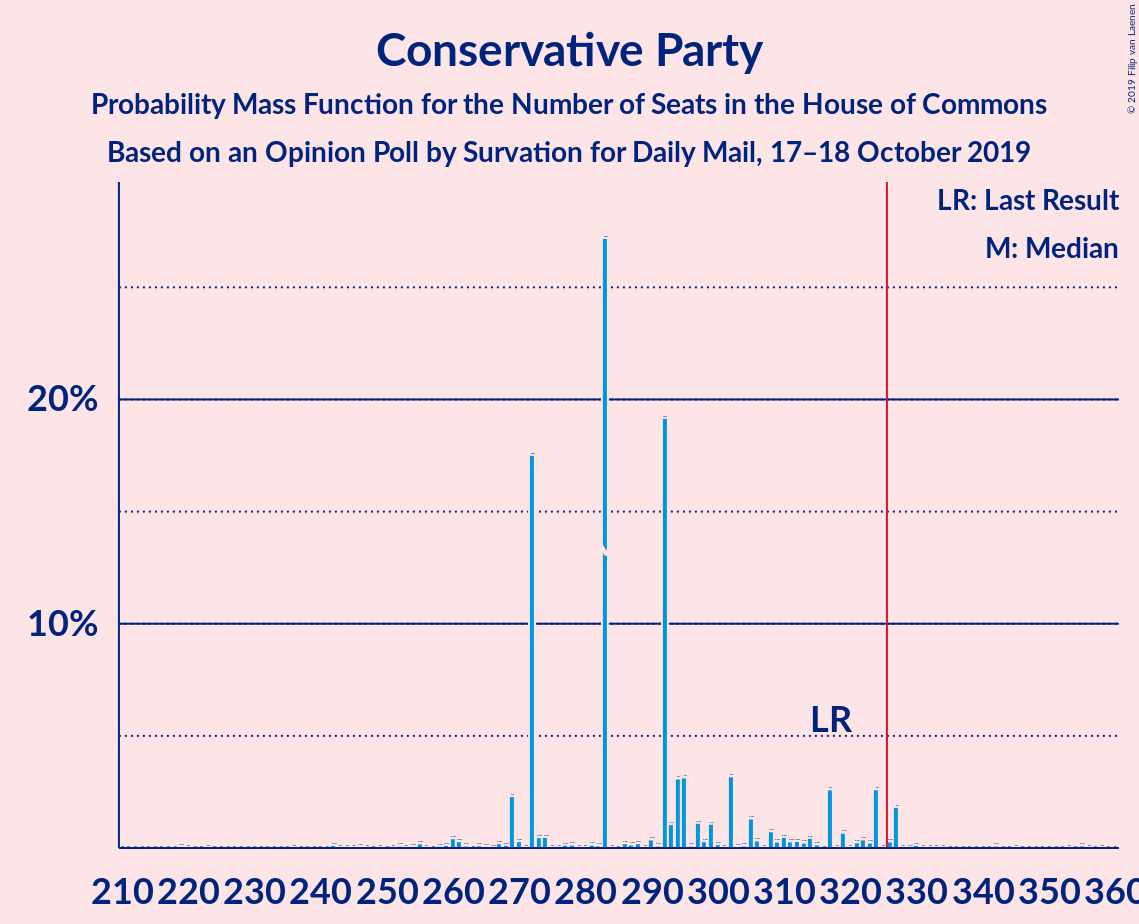 © 2019 Filip van Laenen
Conservative Party
Probability Mass Function for the Number of Seats in the House of Commons
Based on an Opinion Poll by Survation for Daily Mail, 17–18 October 2019
LR: Last Result
M: Median
20%
10%
LR
210 220 230 240 250 260 270 280 290 300 310 320 330 340 350 360